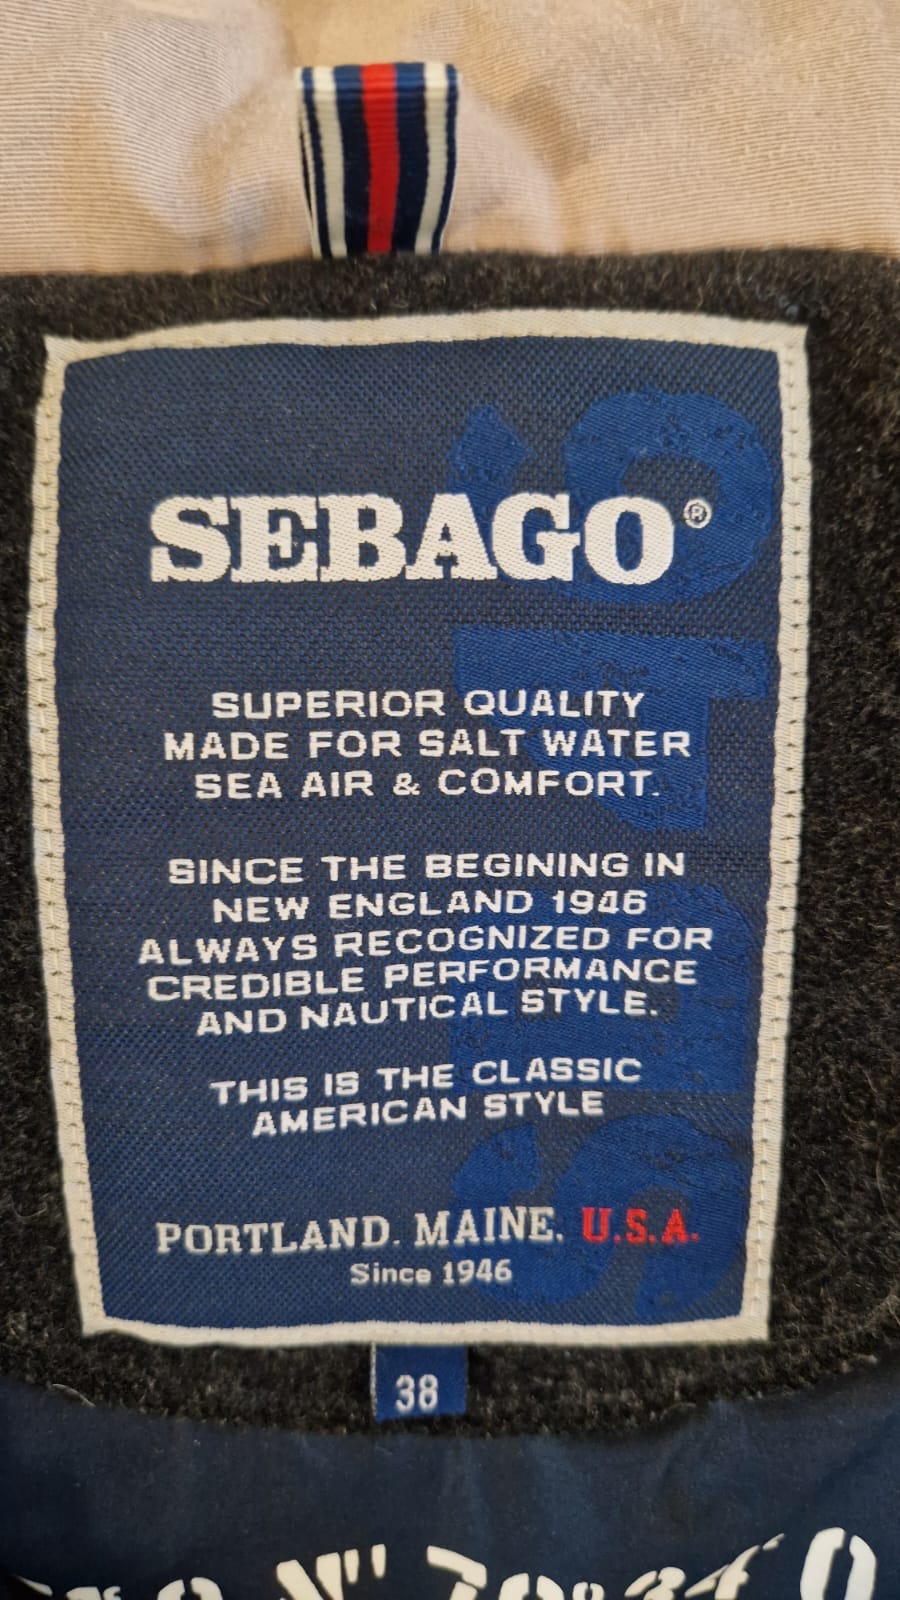 SEBAGO®
SUPERIOR QUALITY
MADE FOR SALT WATER
SEA AIR & COMFORT.
SINCE THE BEGINING IN
NEW ENGLAND 1946
ALWAYS RECOGNIZED FOR
CREDIBLE PERFORMANCE
AND NAUTICAL STYLE.
THIS IS THE CLASSIC
AMERICAN STYLE
PORTLAND. MAINE. U.S.A.
Since 1946
38